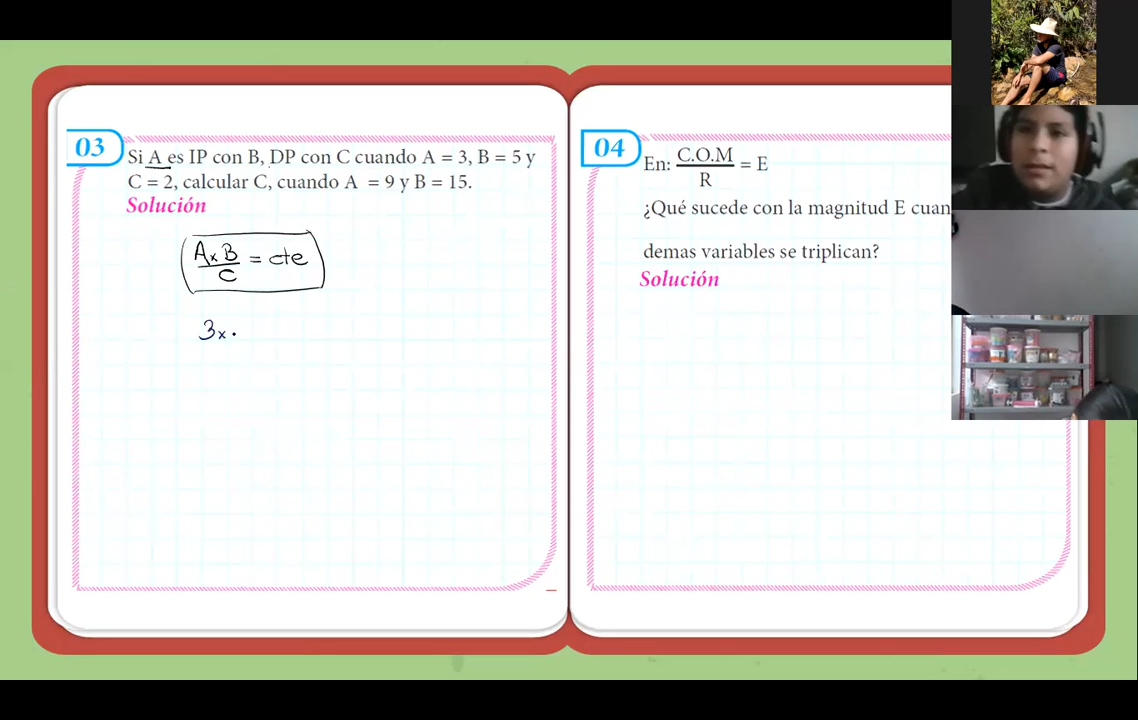 03
Si A es IP con B, DP con C cuando A = 3, B = 5 y
C = 2, calcular C, cuando A = 9 y B = 15.
Solución
A x B
C
= cte
3 x
04
En: C.O.M
R
= E
¿Qué sucede con la magnitud E cuan
demas variables se triplican?
Solución